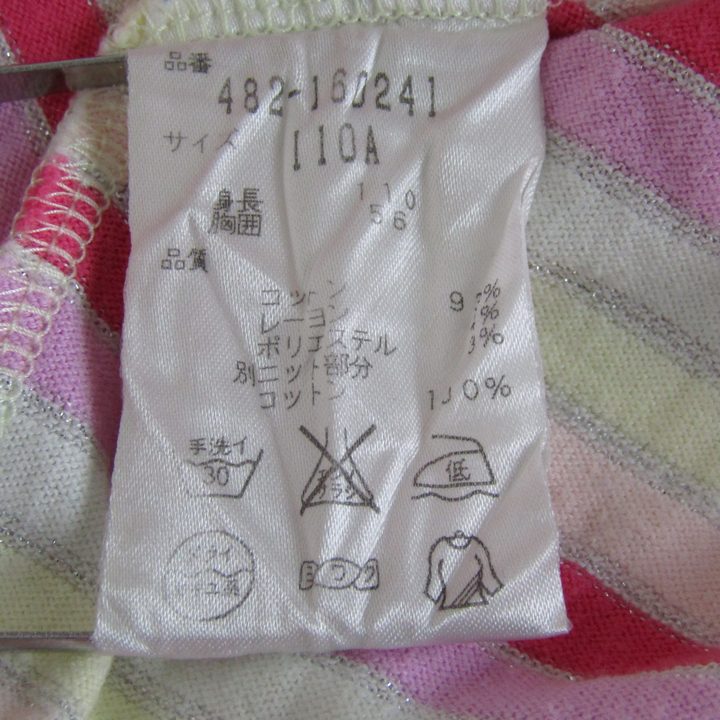 品番
482-160241
サイズ 110A
身長 110
胸囲 56
品質
コットン
レーヨン
ポリエステル
別ニット部分
コットン 100%
手洗イ
30
低